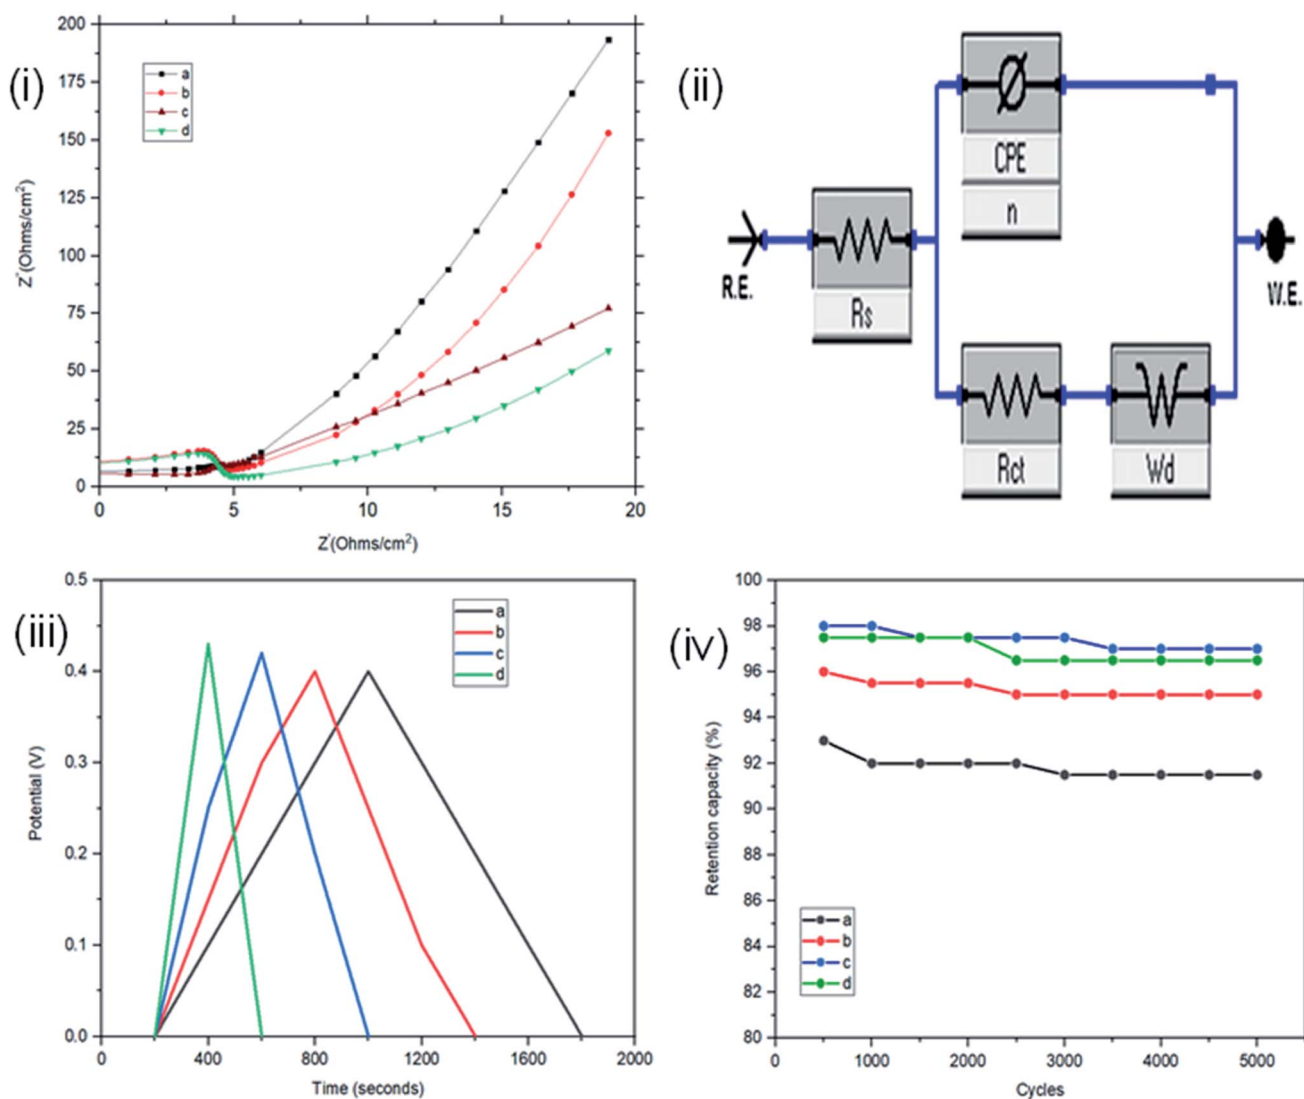 (i)
200
175
150
125
100
75
50
25
0
Z"(Ohms/cm²)
a
b
c
d
0 5 10 15 20
Z'(Ohms/cm²)
(ii)
CPE
n
R.E.
Rs
W.E.
Rct
Wd
(iii)
0.5
0.4
0.3
0.2
0.1
0.0
Potential (V)
a
b
c
d
0 400 800 1200 1600 2000
Time (seconds)
(iv)
100
98
96
94
92
90
88
86
84
82
80
Retention capacity (%)
a
b
c
d
0 1000 2000 3000 4000 5000
Cycles